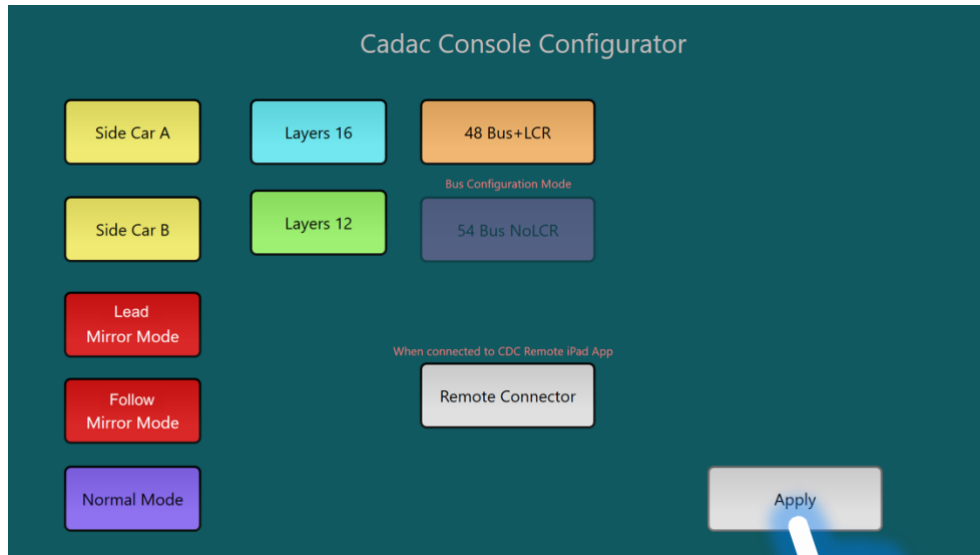 Cadac Console Configurator
Side Car A
Layers 16
48 Bus+LCR
Bus Configuration Mode
Side Car B
Layers 12
54 Bus NoLCR
Lead
Mirror Mode
When connected to CDC Remote iPad App
Follow
Mirror Mode
Remote Connector
Normal Mode
Apply